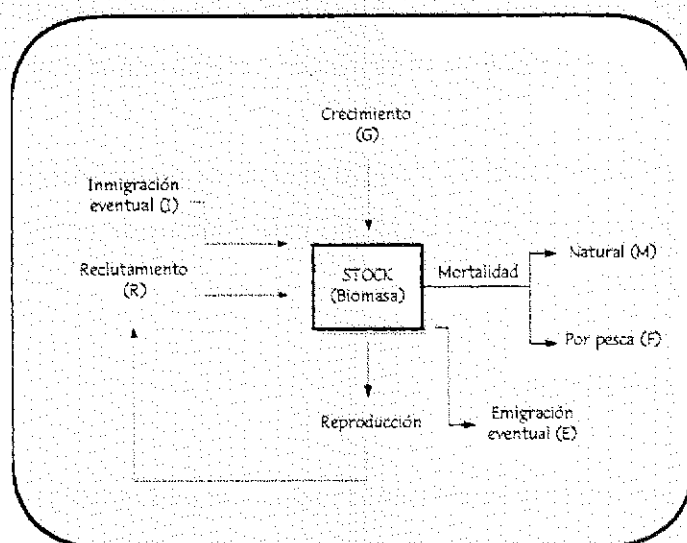 Crecimiento
(G)
Inmigración
eventual (I)
Reclutamiento
(R)
STOCK
(Biomasa)
Mortalidad
Natural (M)
Por pesca (F)
Reproducción
Emigración
eventual (E)